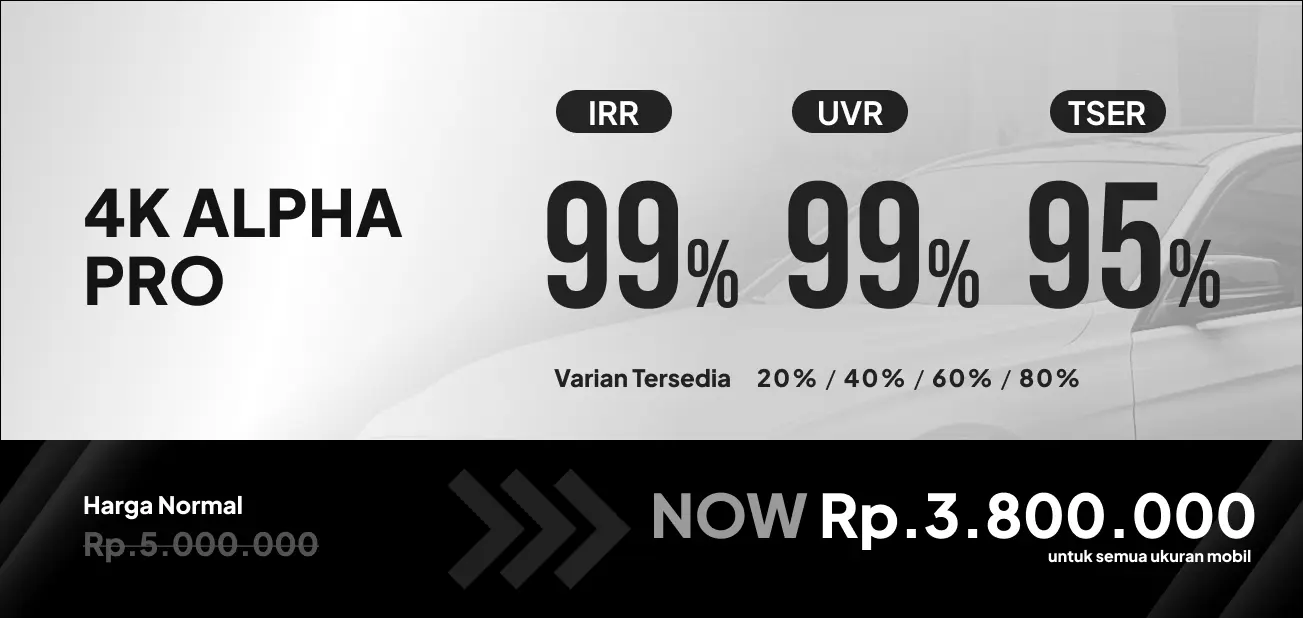 4K ALPHA
PRO
IRR
99%
UVR
99%
TSER
95%
Varian Tersedia 20% / 40% / 60% / 80%
Harga Normal
Rp.5.000.000
NOW Rp.3.800.000
untuk semua ukuran mobil